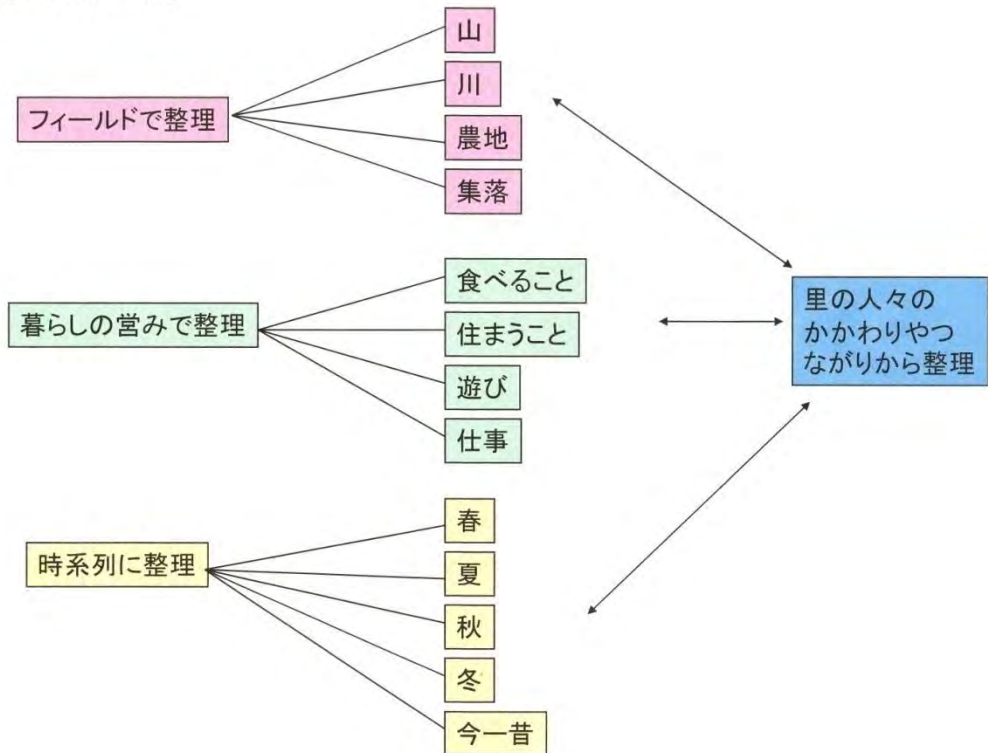 フィールドで整理
山
川
農地
集落
暮らしの営みで整理
食べること
住まうこと
遊び
仕事
時系列に整理
春
夏
秋
冬
今ー昔
里の人々の
かかわりやつ
ながりから整理